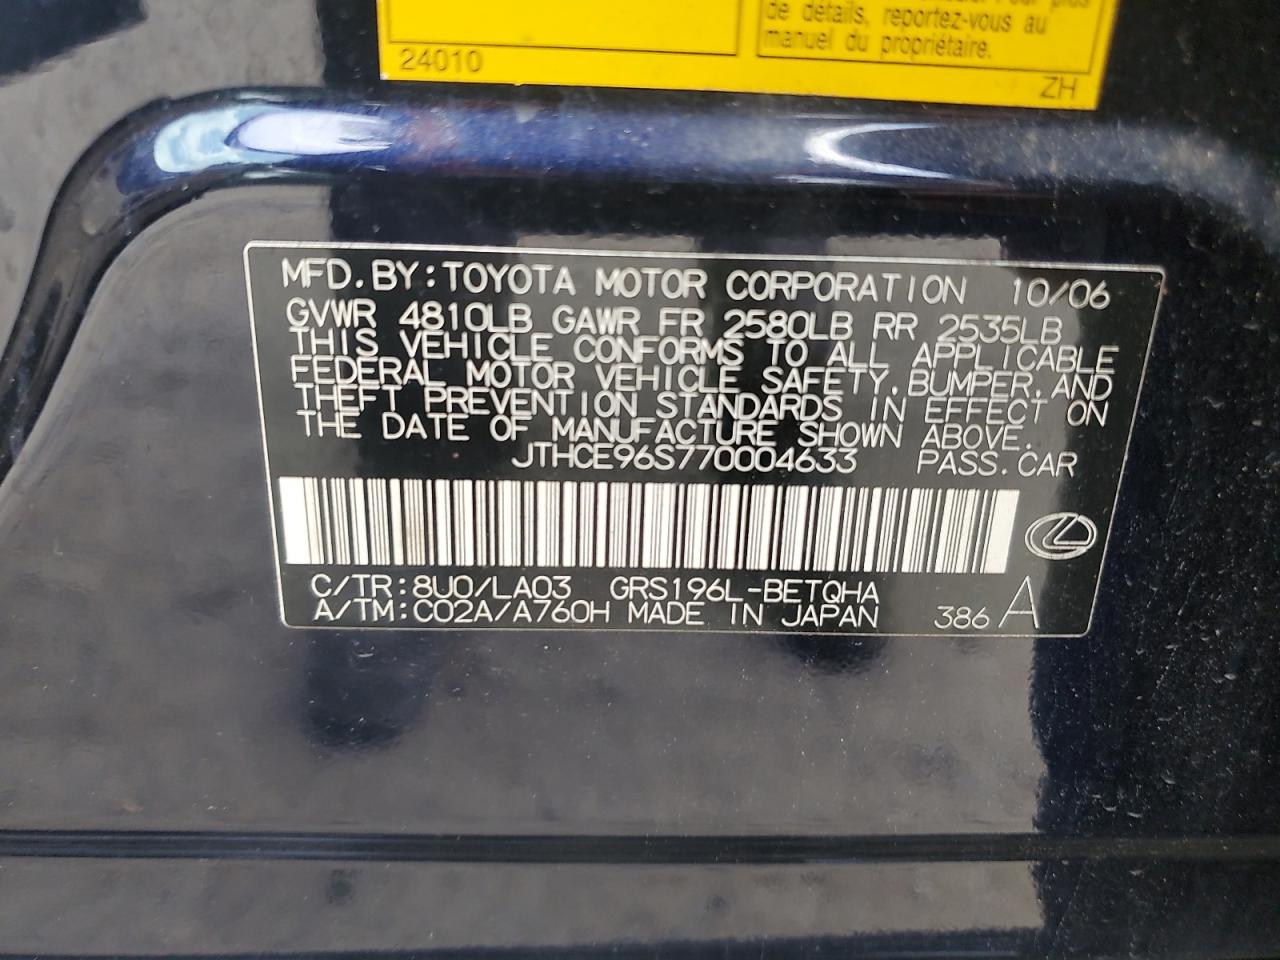 de détails, reportez-vous au
manuel du propriétaire.
24010
ZH
MFD.BY:TOYOTA MOTOR CORPORATION 10/06
GVWR 4810LB GAWR FR 2580LB RR 2535LB
THIS VEHICLE CONFORMS TO ALL APPLICABLE
FEDERAL MOTOR VEHICLE SAFETY,BUMPER,AND
THEFT PREVENTION STANDARDS IN EFFECT ON
THE DATE OF MANUFACTURE SHOWN ABOVE.
JTHCE96S770004633 PASS.CAR
C/TR:8U0/LA03 GRS196L-BETQHA
A/TM:C02A/A760H MADE IN JAPAN 386 A